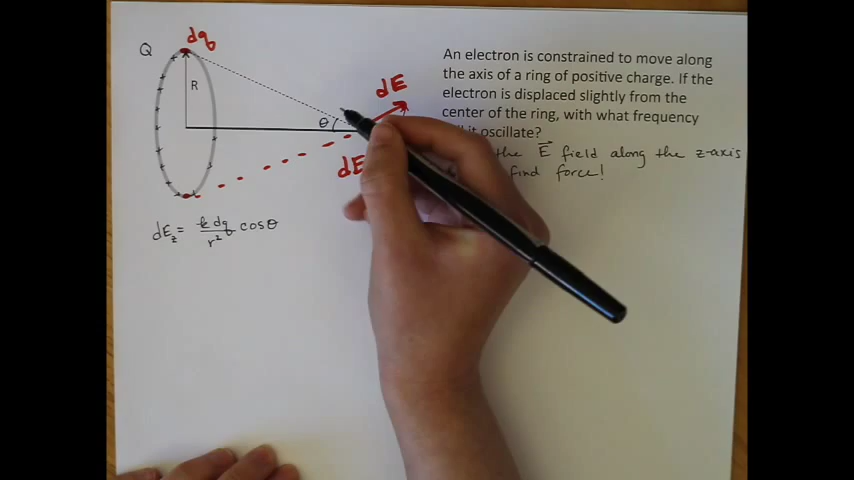 Q
dq
R
θ
dE
dE
An electron is constrained to move along
the axis of a ring of positive charge. If the
electron is displaced slightly from the
center of the ring, with what frequency
it oscillate?
the E⃗ field along the z-axis
find force!
dE_z = k dq / r² cosθ